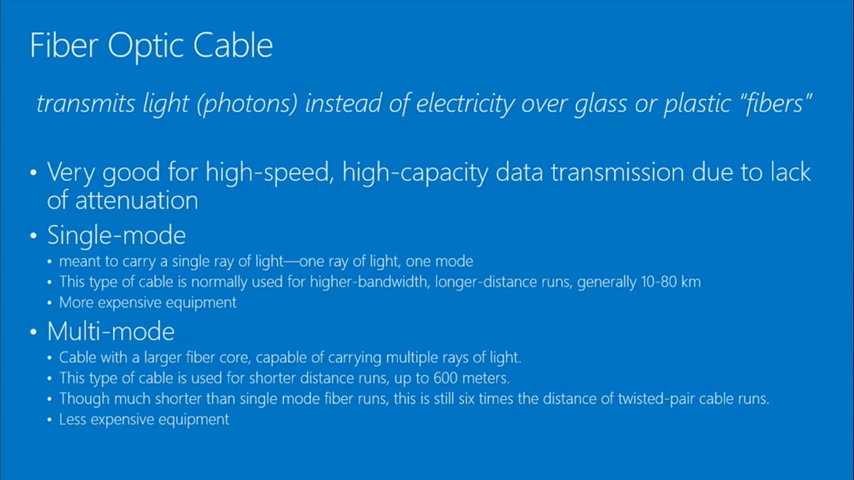 Fiber Optic Cable
transmits light (photons) instead of electricity over glass or plastic “fibers”
• Very good for high-speed, high-capacity data transmission due to lack
of attenuation
• Single-mode
• meant to carry a single ray of light—one ray of light, one mode
• This type of cable is normally used for higher-bandwidth, longer-distance runs, generally 10-80 km
• More expensive equipment
• Multi-mode
• Cable with a larger fiber core, capable of carrying multiple rays of light.
• This type of cable is used for shorter distance runs, up to 600 meters.
• Though much shorter than single mode fiber runs, this is still six times the distance of twisted-pair cable runs.
• Less expensive equipment